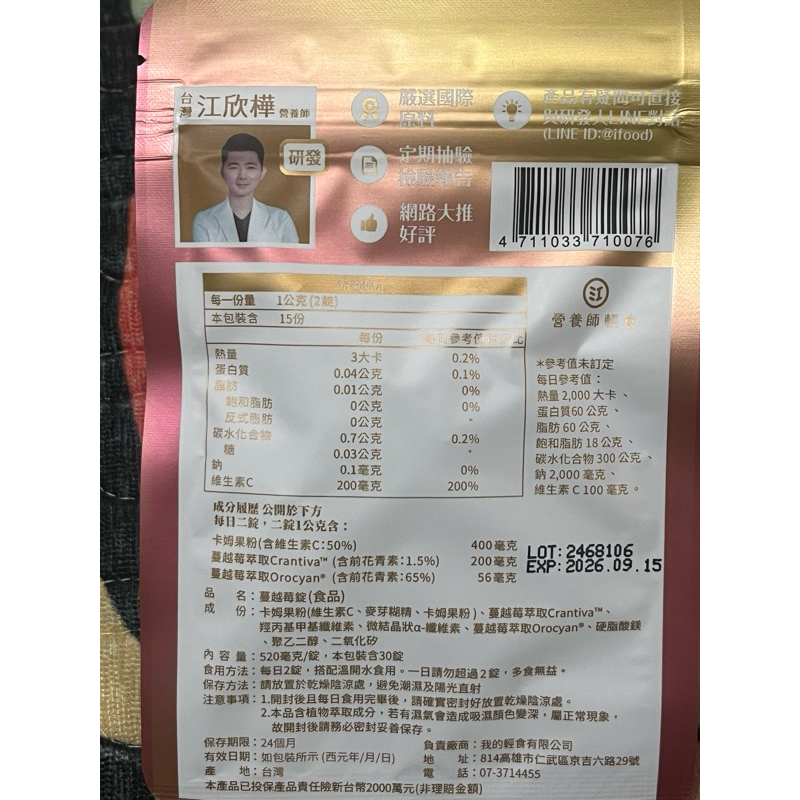 台灣 江欣樺 營養師
研發
嚴選國際
原料
定期抽驗
檢驗報告
網路大推
好評
產品有疑問可直接
與研發人LINE對話
(LINE ID:@ifood)
4 711033 710076
每一份量 1公克(2錠)
本包裝含 15份
每份 每日參考值百分比
熱量 3大卡 0.2%
蛋白質 0.04公克 0.1%
脂肪 0.01公克 0%
飽和脂肪 0公克 0%
反式脂肪 0公克 *
碳水化合物 0.7公克 0.2%
糖 0.03公克 *
鈉 0.1毫克 0%
維生素C 200毫克 200%
江
營養師輕食
*參考值未訂定
每日參考值：
熱量 2,000 大卡、
蛋白質60 公克、
脂肪 60 公克、
飽和脂肪 18 公克、
碳水化合物 300 公克、
鈉 2,000 毫克、
維生素 C 100 毫克。
成分履歷 公開於下方
每日二錠，二錠1公克含：
卡姆果粉(含維生素C:50%) 400毫克
蔓越莓萃取Crantiva™ (含前花青素：1.5%) 200毫克
蔓越莓萃取Orocyan® (含前花青素：65%) 56毫克
LOT:2468106
EXP:2026.09.15
品 名：蔓越莓錠(食品)
成 份：卡姆果粉(維生素C、麥芽糊精、卡姆果粉)、蔓越莓萃取Crantiva™、
羥丙基甲基纖維素、微結晶狀α-纖維素、蔓越莓萃取Orocyan®、硬脂酸鎂
、聚乙二醇、二氧化矽
內 容 量：520毫克/錠，本包裝含30錠
食用方法：每日2錠，搭配溫開水食用。一日請勿超過2錠，多食無益。
保存方法：請放置於乾燥陰涼處，避免潮濕及陽光直射
注意事項：1.開封後且每日食用完畢後，請確實密封好放置乾燥陰涼處。
2.本品含植物萃取成分，若有濕氣會造成吸濕顏色變深，屬正常現象，
故開封後請務必密封妥善保存。
保存期限：24個月
有效日期：如包裝所示 (西元年/月/日)
產 地：台灣
負責廠商：我的輕食有限公司
地 址：814高雄市仁武區京吉六路29號
電 話：07-3714455
本產品已投保產品責任險新台幣2000萬元(非理賠金額)